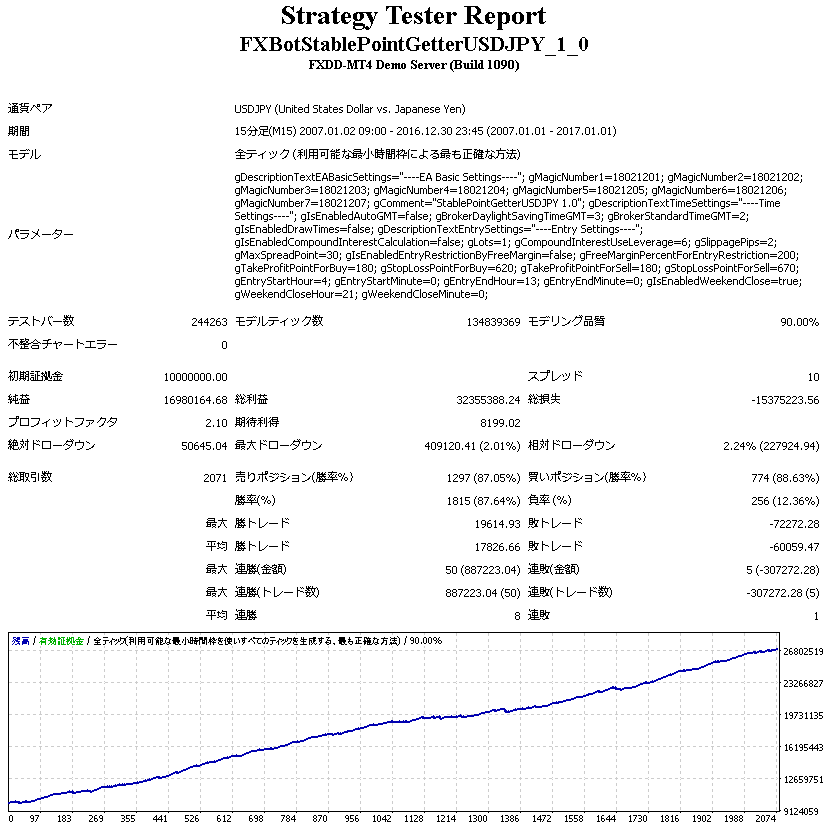 Strategy Tester Report
FXBotStablePointGetterUSDJPY_1_0
FXDD-MT4 Demo Server (Build 1090)
通貨ペア USDJPY (United States Dollar vs. Japanese Yen)
期間 15分足(M15) 2007.01.02 09:00 - 2016.12.30 23:45 (2007.01.01 - 2017.01.01)
モデル 全ティック (利用可能な最小時間枠による最も正確な方法)
パラメーター
gDescriptionTextEABasicSettings="----EA Basic Settings----"; gMagicNumber1=18021201; gMagicNumber2=18021202;
gMagicNumber3=18021203; gMagicNumber4=18021204; gMagicNumber5=18021205; gMagicNumber6=18021206;
gMagicNumber7=18021207; gComment="StablePointGetterUSDJPY 1.0"; gDescriptionTextTimeSettings="----Time
Settings----"; gIsEnabledAutoGMT=false; gBrokerDaylightSavingTimeGMT=3; gBrokerStandardTimeGMT=2;
gIsEnabledDrawTimes=false; gDescriptionTextEntrySettings="----Entry Settings----";
gIsEnabledCompoundInterestCalculation=false; gLots=1; gCompoundInterestUseLeverage=6; gSlippagePips=2;
gMaxSpreadPoint=30; gIsEnabledEntryRestrictionByFreeMargin=false; gFreeMarginPercentForEntryRestriction=200;
gTakeProfitPointForBuy=180; gStopLossPointForBuy=620; gTakeProfitPointForSell=180; gStopLossPointForSell=670;
gEntryStartHour=4; gEntryStartMinute=0; gEntryEndHour=13; gEntryEndMinute=0; gIsEnabledWeekendClose=true;
gWeekendCloseHour=21; gWeekendCloseMinute=0;
テストバー数 244263 モデルティック数 134839369 モデリング品質 90.00%
不整合チャートエラー 0
初期証拠金 10000000.00 スプレッド 10
純益 16980164.68 総利益 32355388.24 総損失 -15375223.56
プロフィットファクタ 2.10 期待利得 8199.02
絶対ドローダウン 50645.04 最大ドローダウン 409120.41 (2.01%) 相対ドローダウン 2.24% (227924.94)
総取引数 2071 売りポジション(勝率%) 1297 (87.05%) 買いポジション(勝率%) 774 (88.63%)
勝率(%) 1815 (87.64%) 負率 (%) 256 (12.36%)
最大 勝トレード 19614.93 敗トレード -72272.28
平均 勝トレード 17826.66 敗トレード -60059.47
最大 連勝(金額) 50 (887223.04) 連敗(金額) 5 (-307272.28)
最大 連勝(トレード数) 887223.04 (50) 連敗(トレード数) -307272.28 (5)
平均 連勝 8 連敗 1
残高 / 有効証拠金 / 全ティック(利用可能な最小時間枠を使いすべてのティックを生成する、最も正確な方法) / 90.00%
26802519
23266827
19731135
16195443
12659751
9124059
0 97 183 269 355 441 526 612 698 784 870 956 1042 1128 1214 1300 1386 1472 1558 1644 1730 1816 1902 1988 2074